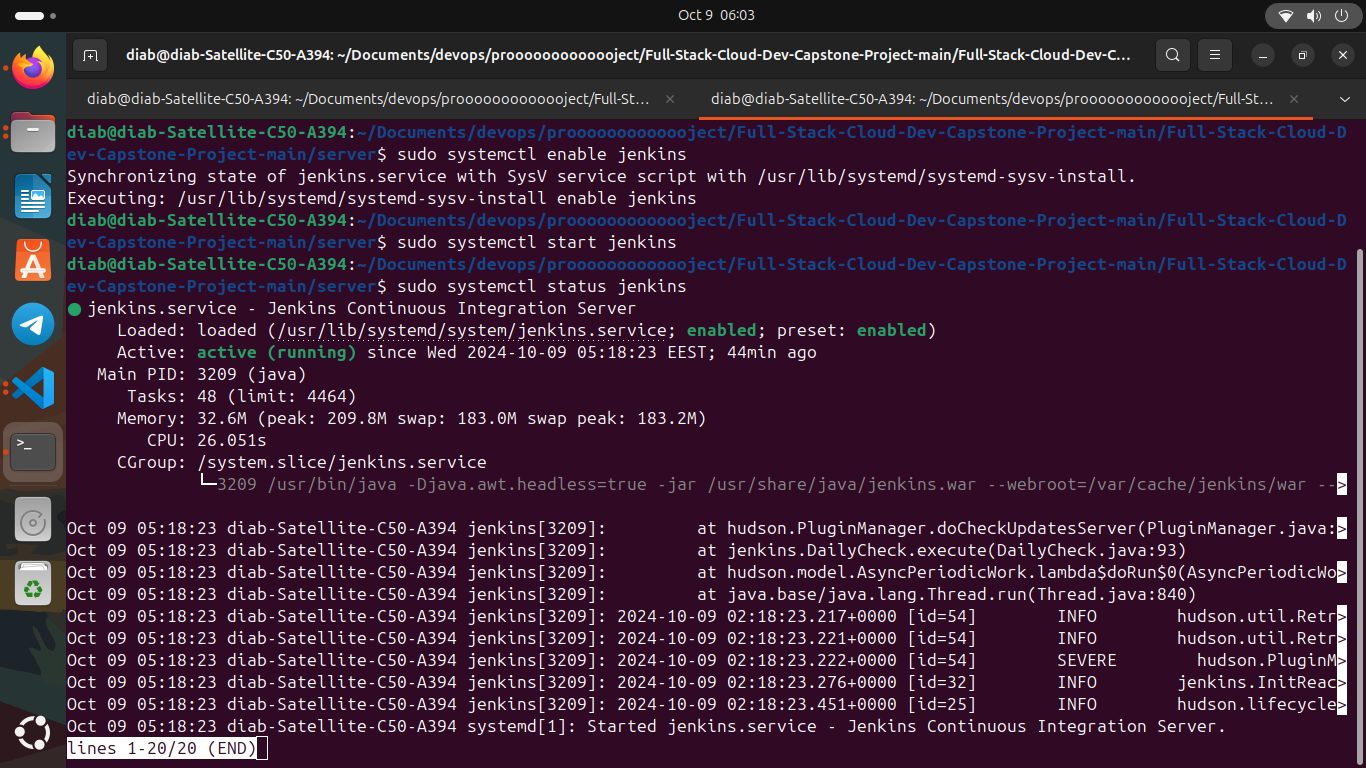 Oct 9 06:03
diab@diab-Satellite-C50-A394: ~/Documents/devops/proooooooooooject/Full-Stack-Cloud-Dev-Capstone-Project-main/Full-Stack-Cloud-Dev-C...
diab@diab-Satellite-C50-A394: ~/Documents/devops/proooooooooooject/Full-St...
diab@diab-Satellite-C50-A394: ~/Documents/devops/proooooooooooject/Full-St...
diab@diab-Satellite-C50-A394:~/Documents/devops/proooooooooooject/Full-Stack-Cloud-Dev-Capstone-Project-main/Full-Stack-Cloud-D
ev-Capstone-Project-main/server$ sudo systemctl enable jenkins
Synchronizing state of jenkins.service with SysV service script with /usr/lib/systemd/systemd-sysv-install.
Executing: /usr/lib/systemd/systemd-sysv-install enable jenkins
diab@diab-Satellite-C50-A394:~/Documents/devops/proooooooooooject/Full-Stack-Cloud-Dev-Capstone-Project-main/Full-Stack-Cloud-D
ev-Capstone-Project-main/server$ sudo systemctl start jenkins
diab@diab-Satellite-C50-A394:~/Documents/devops/proooooooooooject/Full-Stack-Cloud-Dev-Capstone-Project-main/Full-Stack-Cloud-D
ev-Capstone-Project-main/server$ sudo systemctl status jenkins
● jenkins.service - Jenkins Continuous Integration Server
Loaded: loaded (/usr/lib/systemd/system/jenkins.service; enabled; preset: enabled)
Active: active (running) since Wed 2024-10-09 05:18:23 EEST; 44min ago
Main PID: 3209 (java)
Tasks: 48 (limit: 4464)
Memory: 32.6M (peak: 209.8M swap: 183.0M swap peak: 183.2M)
CPU: 26.051s
CGroup: /system.slice/jenkins.service
└─3209 /usr/bin/java -Djava.awt.headless=true -jar /usr/share/java/jenkins.war --webroot=/var/cache/jenkins/war -->
Oct 09 05:18:23 diab-Satellite-C50-A394 jenkins[3209]: at hudson.PluginManager.doCheckUpdatesServer(PluginManager.java:>
Oct 09 05:18:23 diab-Satellite-C50-A394 jenkins[3209]: at jenkins.DailyCheck.execute(DailyCheck.java:93)
Oct 09 05:18:23 diab-Satellite-C50-A394 jenkins[3209]: at hudson.model.AsyncPeriodicWork.lambda$doRun$0(AsyncPeriodicWo>
Oct 09 05:18:23 diab-Satellite-C50-A394 jenkins[3209]: at java.base/java.lang.Thread.run(Thread.java:840)
Oct 09 05:18:23 diab-Satellite-C50-A394 jenkins[3209]: 2024-10-09 02:18:23.217+0000 [id=54] INFO hudson.util.Retr>
Oct 09 05:18:23 diab-Satellite-C50-A394 jenkins[3209]: 2024-10-09 02:18:23.221+0000 [id=54] INFO hudson.util.Retr>
Oct 09 05:18:23 diab-Satellite-C50-A394 jenkins[3209]: 2024-10-09 02:18:23.222+0000 [id=54] SEVERE hudson.PluginM>
Oct 09 05:18:23 diab-Satellite-C50-A394 jenkins[3209]: 2024-10-09 02:18:23.276+0000 [id=32] INFO jenkins.InitReac>
Oct 09 05:18:23 diab-Satellite-C50-A394 jenkins[3209]: 2024-10-09 02:18:23.451+0000 [id=25] INFO hudson.lifecycle>
Oct 09 05:18:23 diab-Satellite-C50-A394 systemd[1]: Started jenkins.service - Jenkins Continuous Integration Server.
lines 1-20/20 (END)